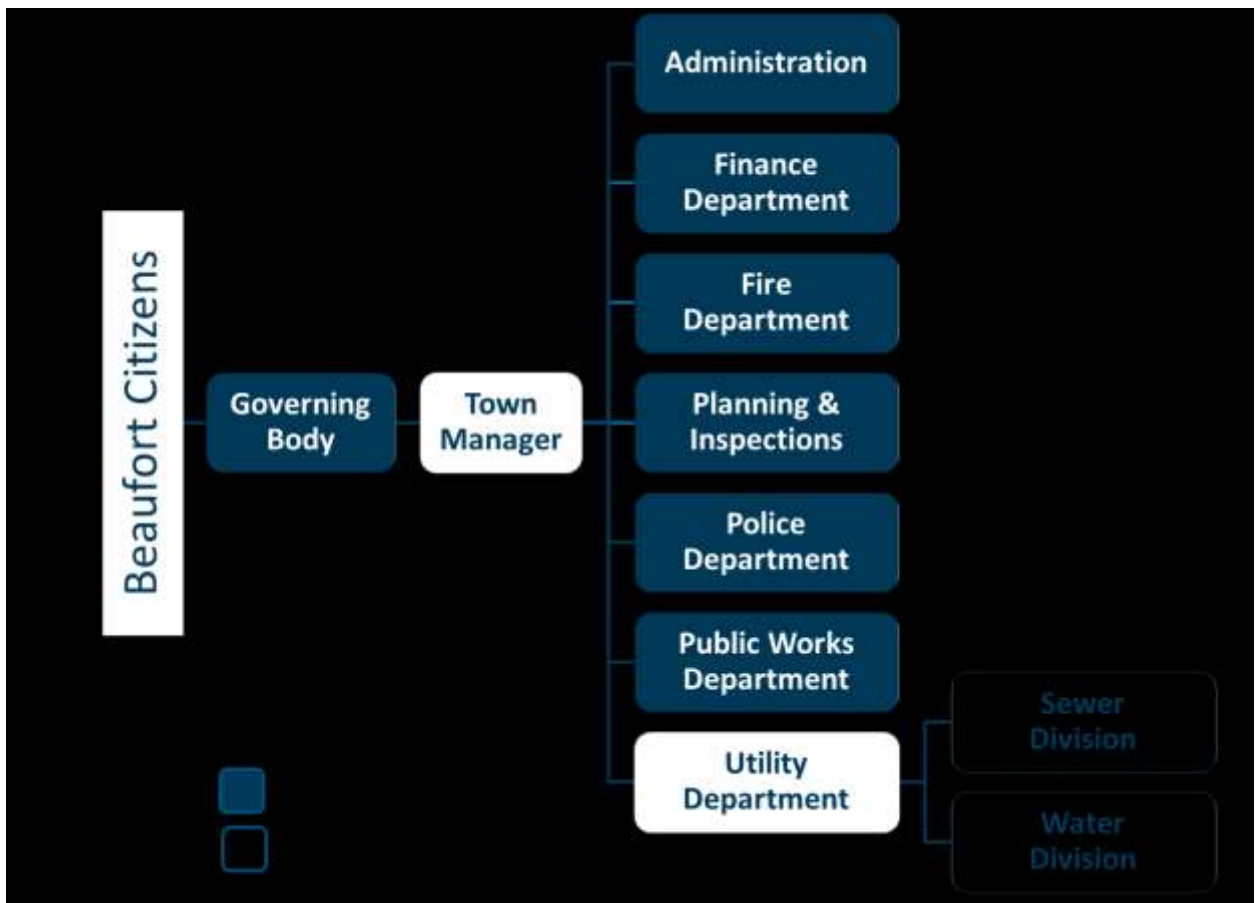 Beaufort Citizens
Governing
Body
Town
Manager
Administration
Finance
Department
Fire
Department
Planning &
Inspections
Police
Department
Public Works
Department
Utility
Department
Sewer
Division
Water
Division